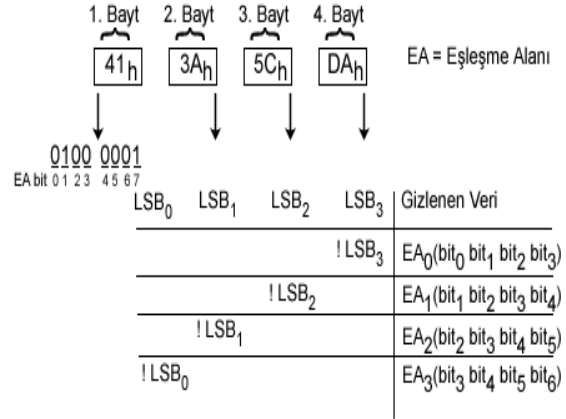 1. Bayt 2. Bayt 3. Bayt 4. Bayt
41h 3Ah 5Ch DAh EA = Eşleşme Alanı
0100 0001
EA bit 0 1 2 3 4 5 6 7
LSB0 LSB1 LSB2 LSB3 Gizlenen Veri
! LSB3 EA0(bit0 bit1 bit2 bit3)
! LSB2 EA1(bit1 bit2 bit3 bit4)
! LSB1 EA2(bit2 bit3 bit4 bit5)
! LSB0 EA3(bit3 bit4 bit5 bit6)